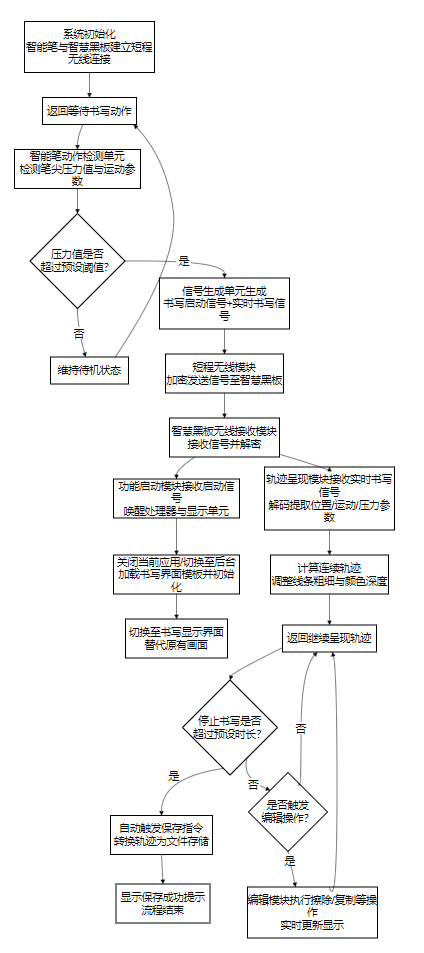 系统初始化
智能笔与智慧黑板建立短程
无线连接
返回等待书写动作
智能笔动作检测单元
检测笔尖压力值与运动参
数
压力值是否
超过预设阈值?
是
否
信号生成单元生成
书写启动信号+实时书写信
号
维持待机状态
短程无线模块
加密发送信号至智慧黑板
智慧黑板无线接收模块
接收信号并解密
功能启动模块接收启动信
号
唤醒处理器与显示单元
轨迹呈现模块接收实时书写
信号
解码提取位置/运动/压力参
数
关闭当前应用/切换至后台
加载书写界面模板并初始
化
计算连续轨迹
调整线条粗细与颜色深度
切换至书写显示界面
替代原有画面
返回继续呈现轨迹
停止书写是否
超过预设时长?
否
是
否
是否触发
编辑操作?
自动触发保存指令
转换轨迹为文件存储
是
显示保存成功提示
流程结束
编辑模块执行擦除/复制等操
作
实时更新显示